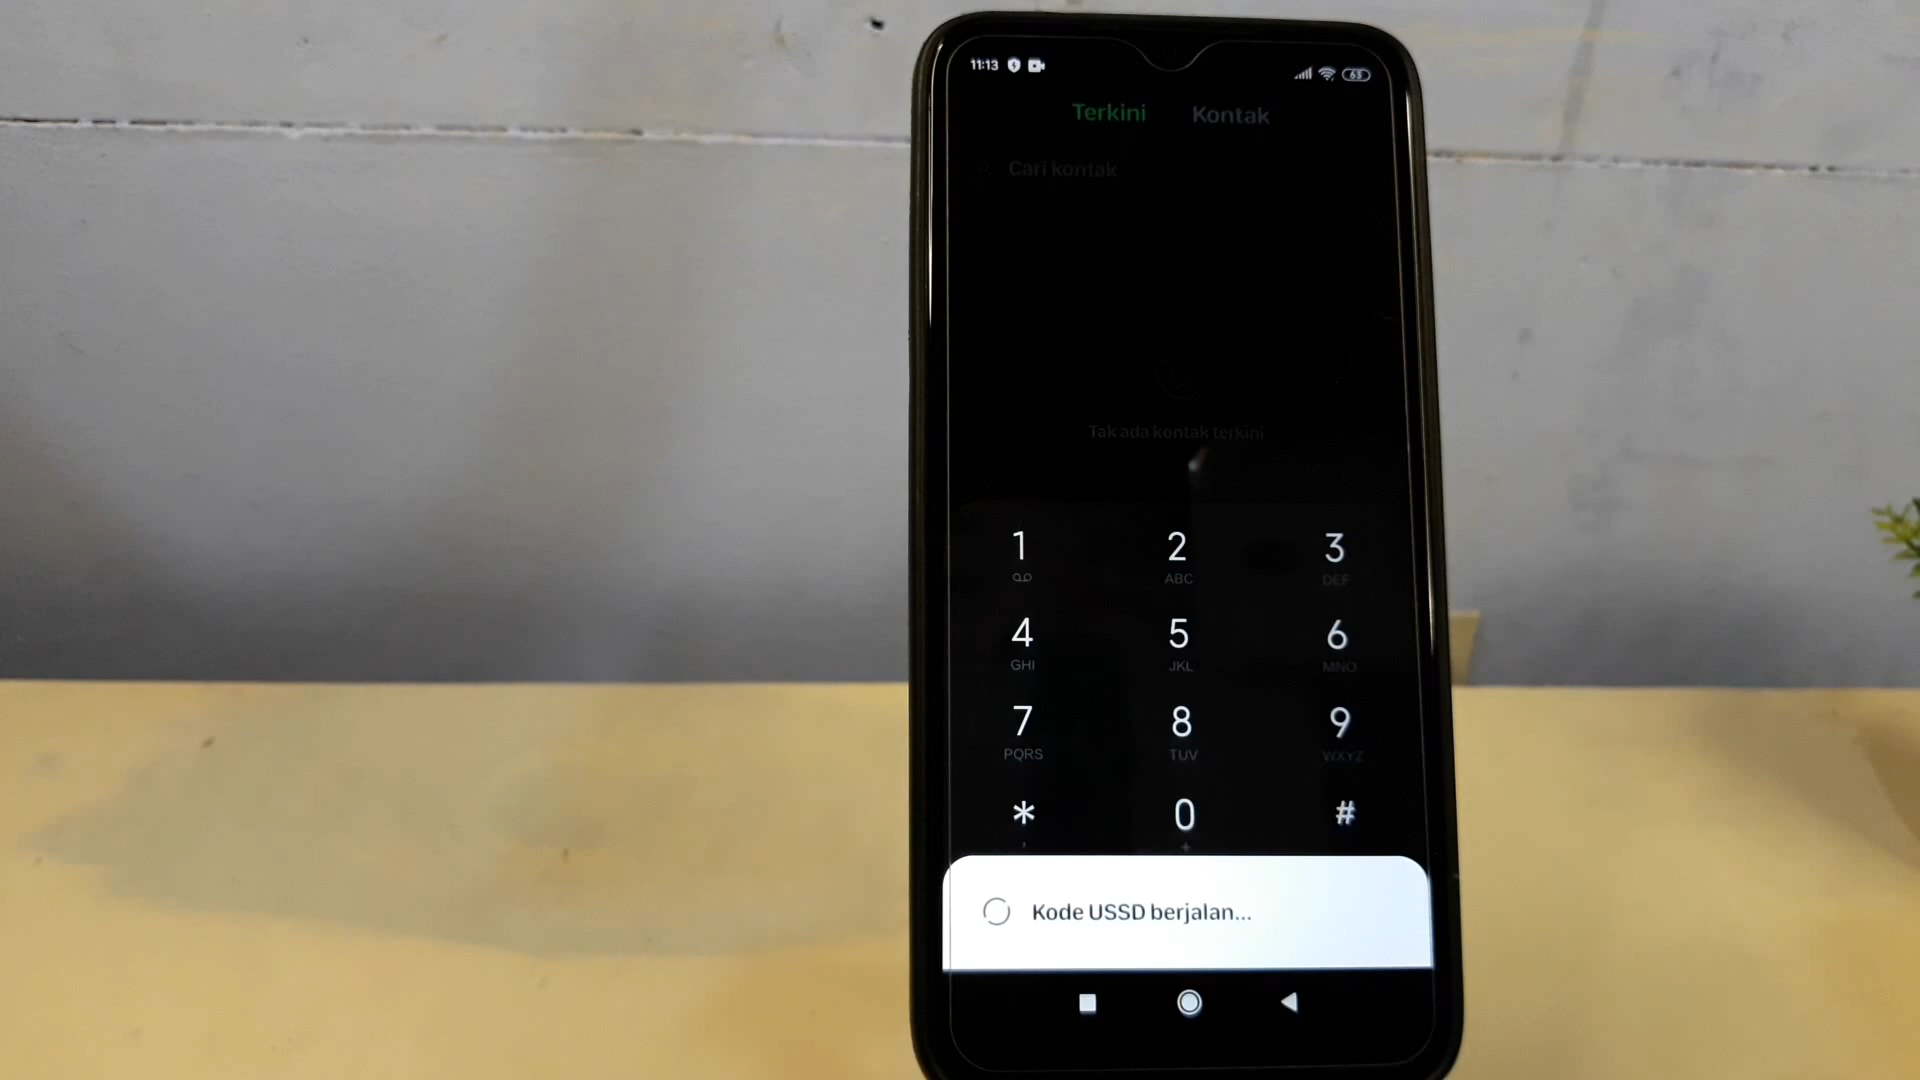 11:13
63
Terkini Kontak
Cari kontak
Tak ada kontak terkini
1 2 3
ABC DEF
4 5 6
GHI JKL MNO
7 8 9
PQRS TUV WXYZ
* 0 #
, +
Kode USSD berjalan...